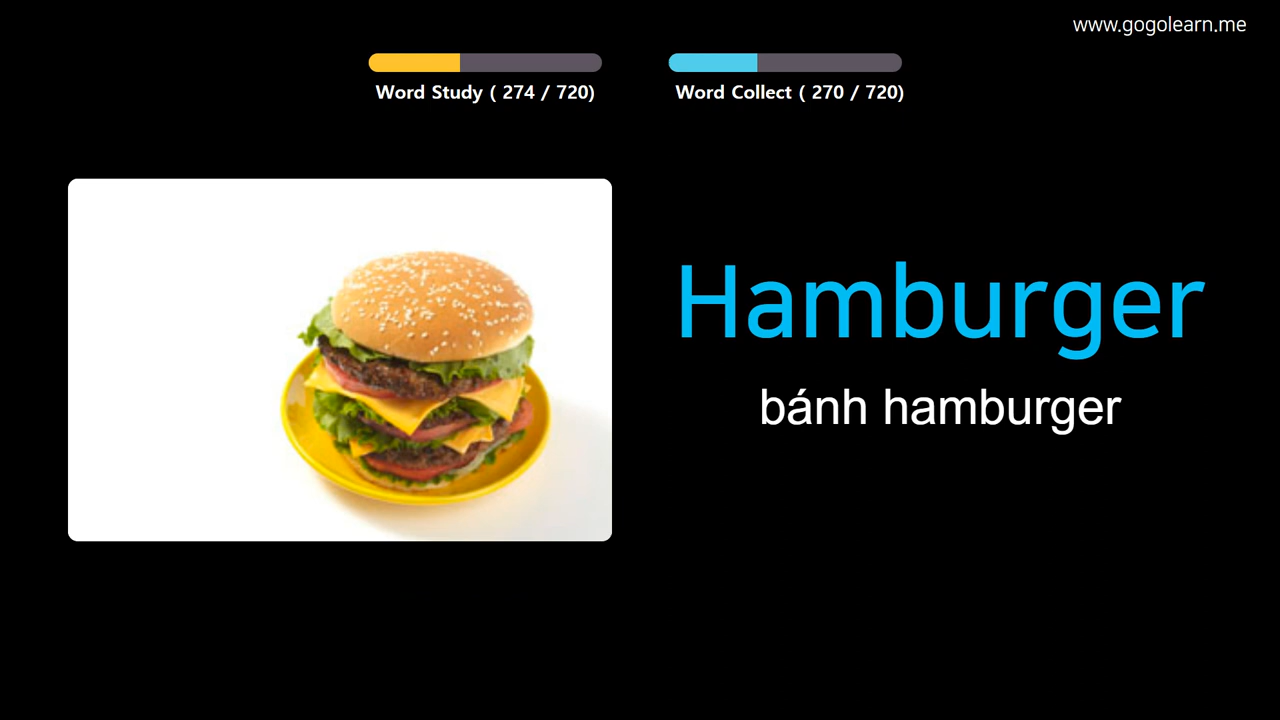 www.gogolearn.me
Word Study ( 274 / 720)
Word Collect ( 270 / 720)
Hamburger
bánh hamburger